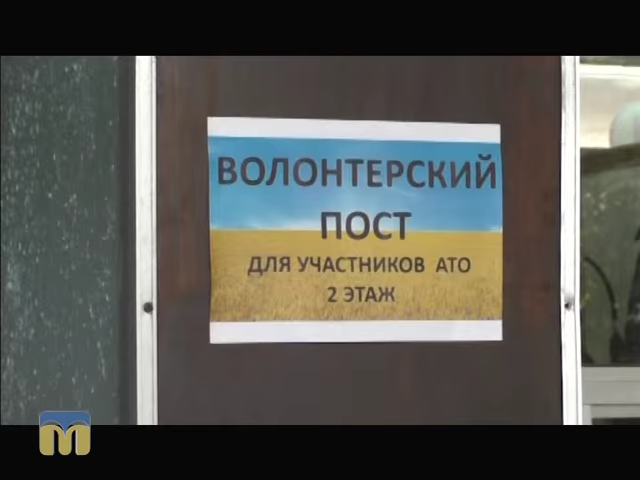 ВОЛОНТЕРСКИЙ
ПОСТ
ДЛЯ УЧАСТНИКОВ АТО
2 ЭТАЖ
M